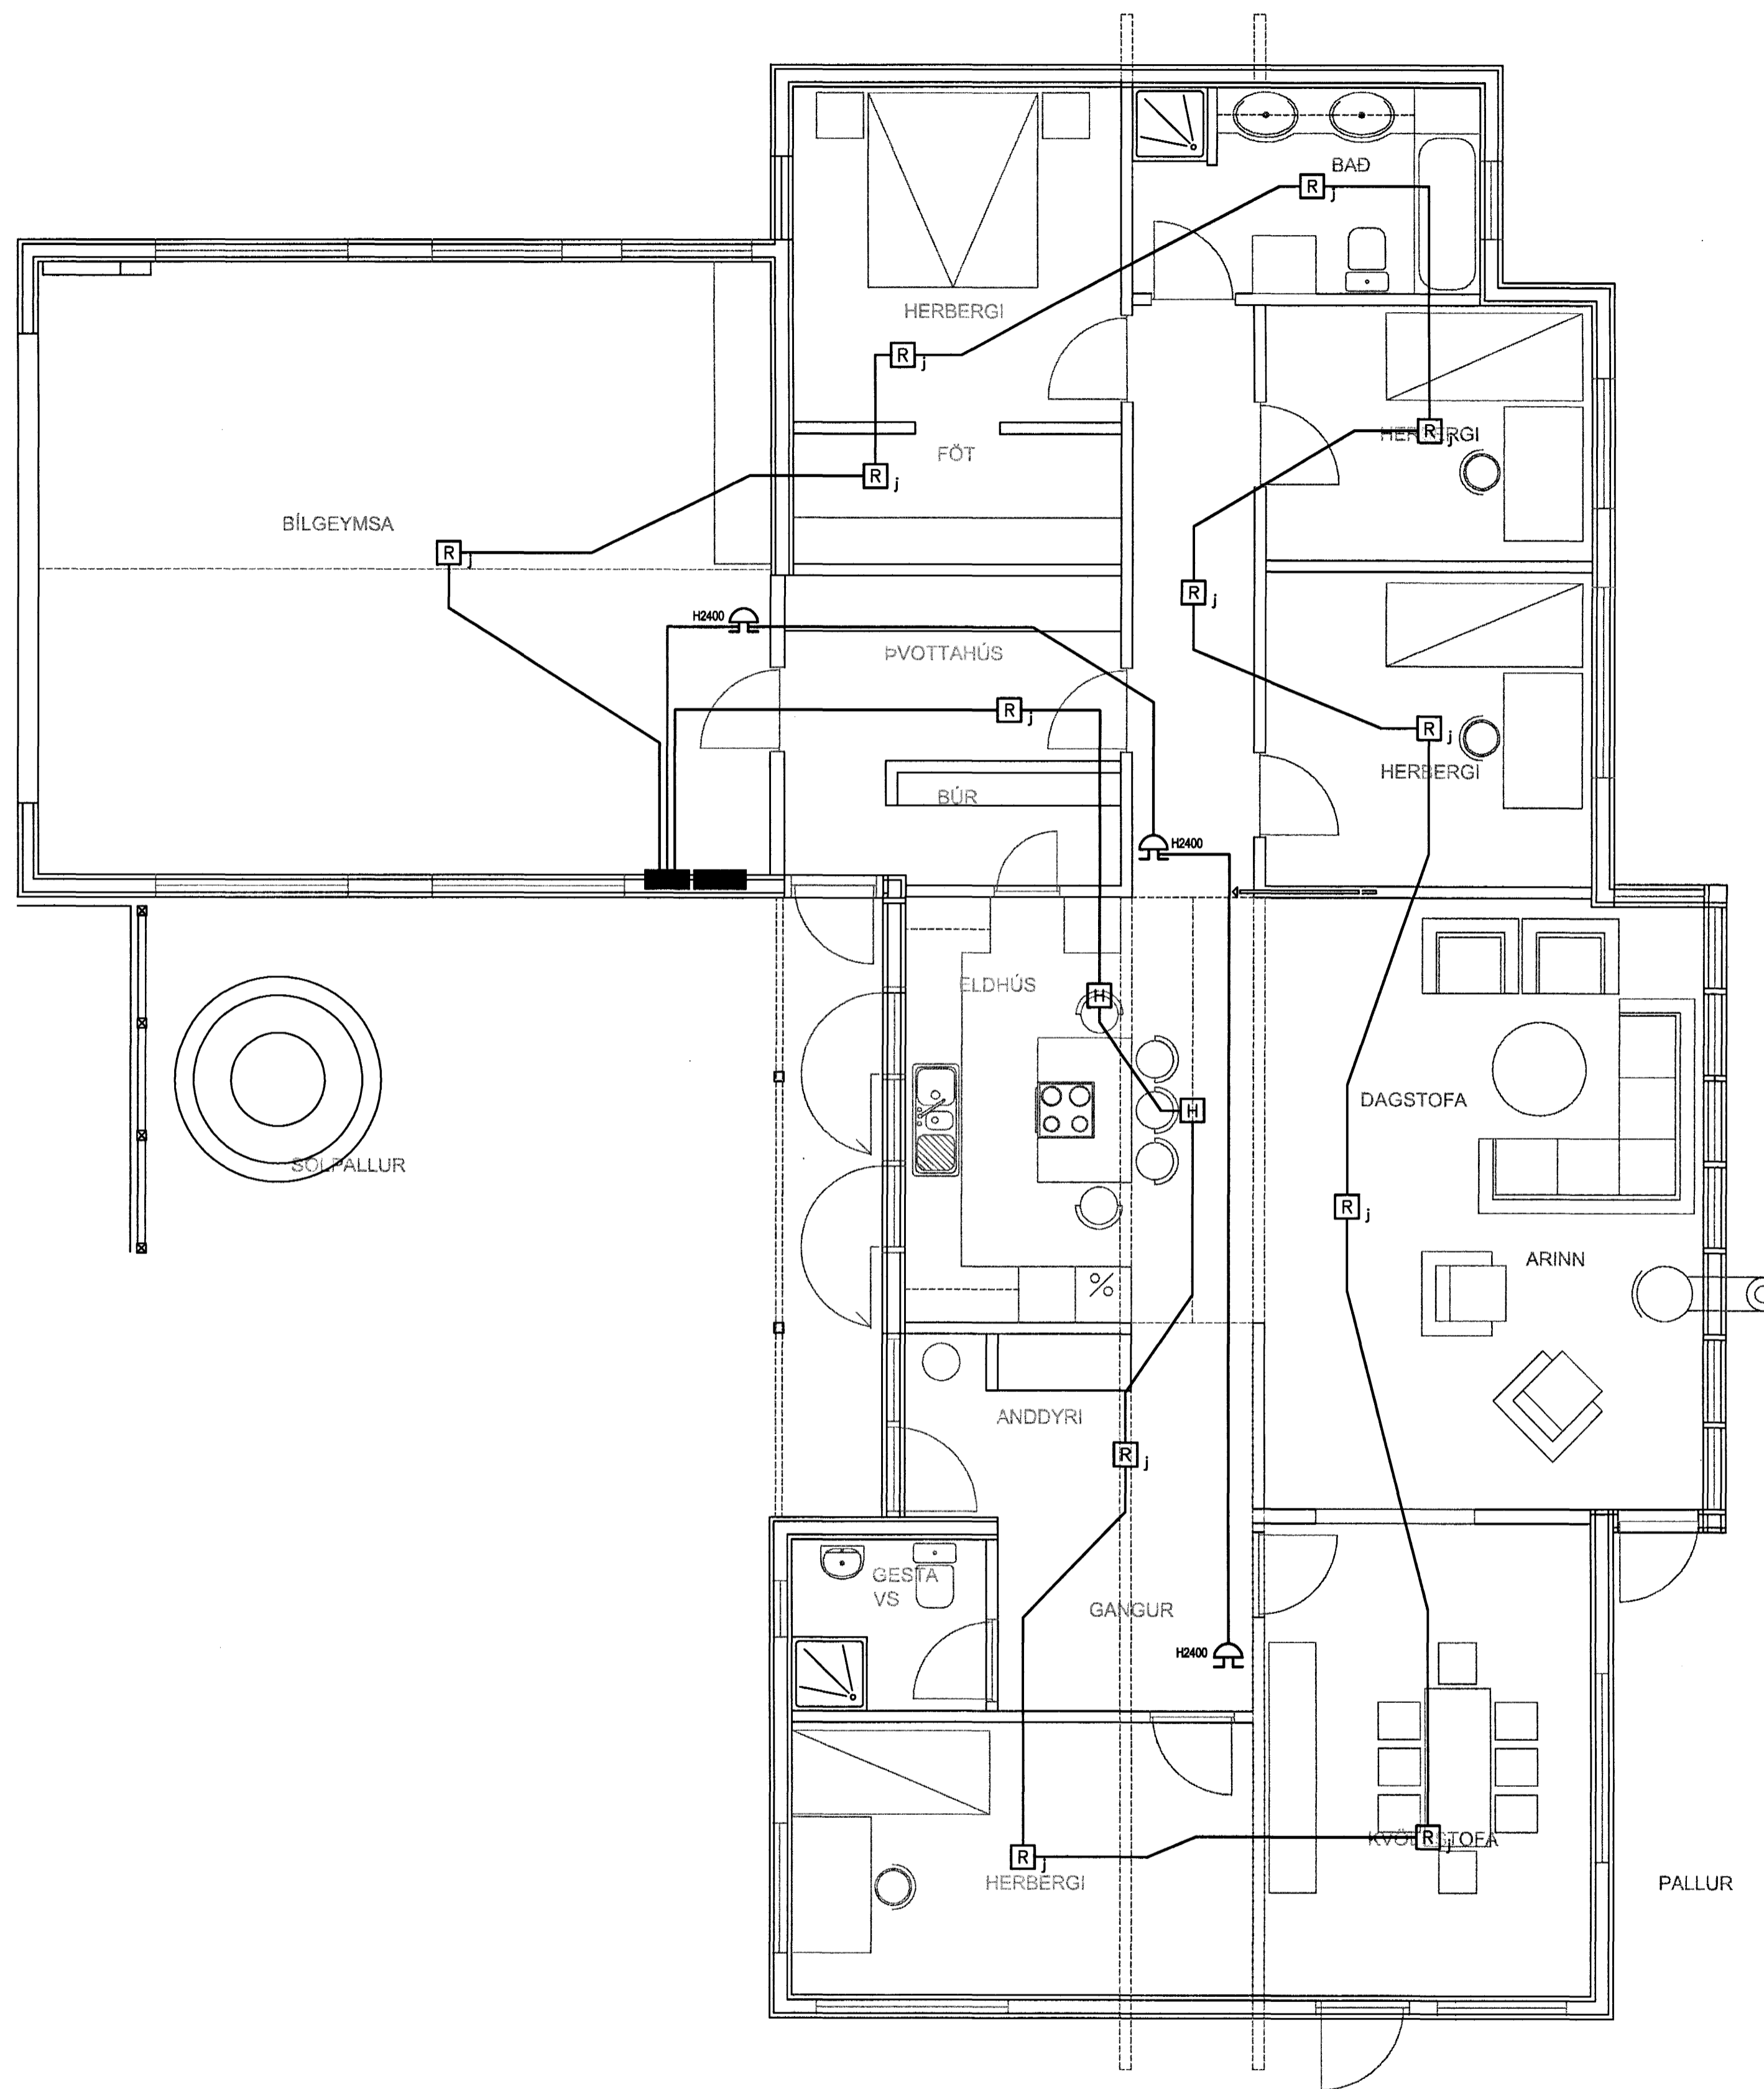 BAÐ
R j
HERBERGI
R j
HERBERGI
R j
FÖT
R j
BÍLGEYMSA
R j
R j
H2400
ÞVOTTAHÚS
R j
R j
HERBERGI
BÚR
H2400
ELDHÚS
H
H
DAGSTOFA
SÓLPALLUR
R j
ARINN
%
ANDDYRI
R j
GESTA
VS
GANGUR
H2400
R j
KVÖLDSTOFA
R j
HERBERGI
PALLUR